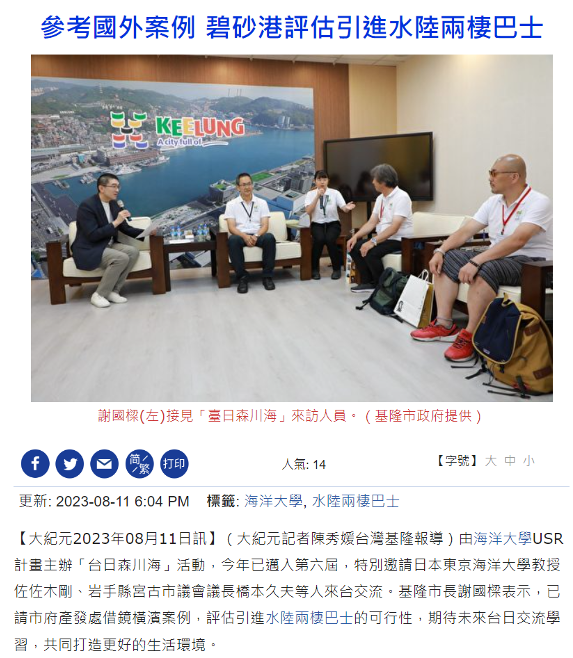 參考國外案例 碧砂港評估引進水陸兩棲巴士
KEELUNG
A city full of
謝國樑(左)接見「臺日森川海」來訪人員。（基隆市政府提供）
简/繁 打印
人氣: 14
【字號】大 中 小
更新: 2023-08-11 6:04 PM 標籤: 海洋大學, 水陸兩棲巴士
【大紀元2023年08月11日訊】（大紀元記者陳秀媛台灣基隆報導）由海洋大學USR
計畫主辦「台日森川海」活動，今年已邁入第六屆，特別邀請日本東京海洋大學教授
佐佐木剛、岩手縣宮古市議會議長橋本久夫等人來台交流。基隆市長謝國樑表示，已
請市府產發處借鏡橫濱案例，評估引進水陸兩棲巴士的可行性，期待未來台日交流學
習，共同打造更好的生活環境。